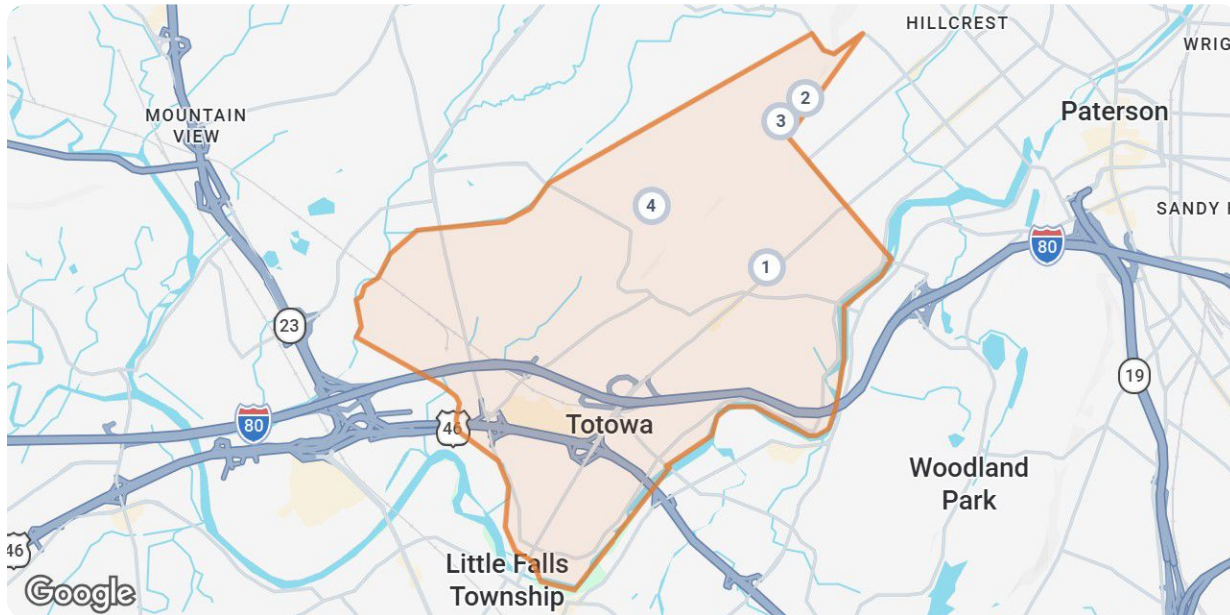 HILLCREST
WRIG
MOUNTAIN
VIEW
2
3
Paterson
4
SANDY H
80
1
23
19
80
46
Totowa
Woodland
Park
46
Little Falls
Township
Google